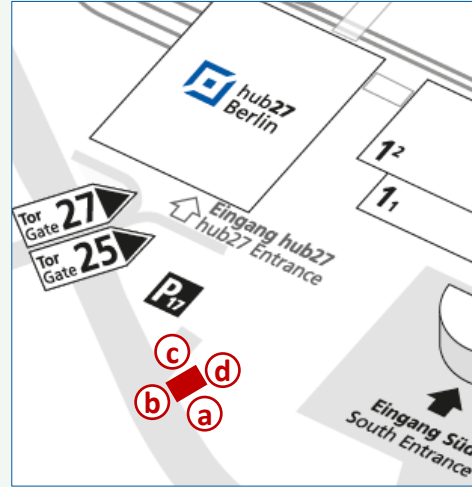 hub27
Berlin
1²
1₁
Tor
Gate 27
Tor
Gate 25
Eingang hub27
hub27 Entrance
P17
c
d
b
a
Eingang Süd
South Entrance